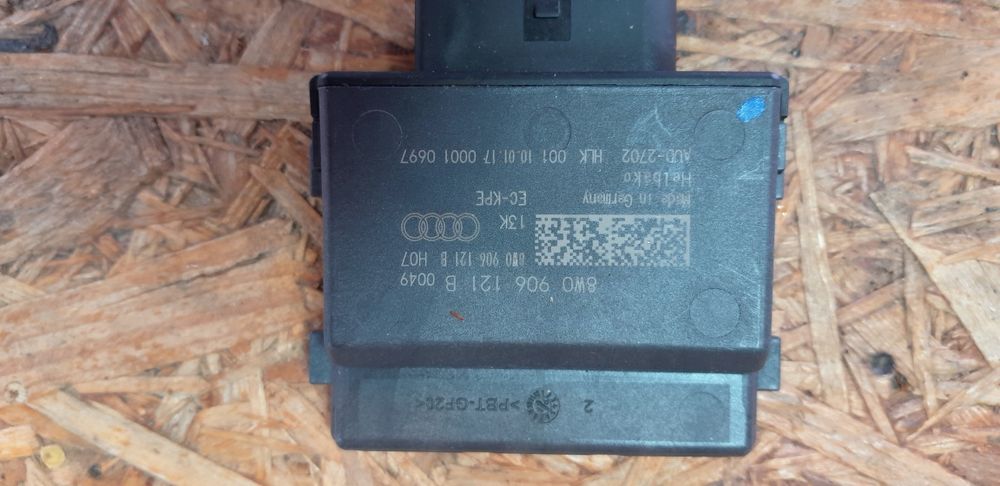 2 >PBT-GF20<
8W0 906 121 B 0049
8W0 906 121 B H07
13K
EC-KPE
Made in Germany
Helbako
AUD-2702 HLK 001 10.01.17 0001 0697